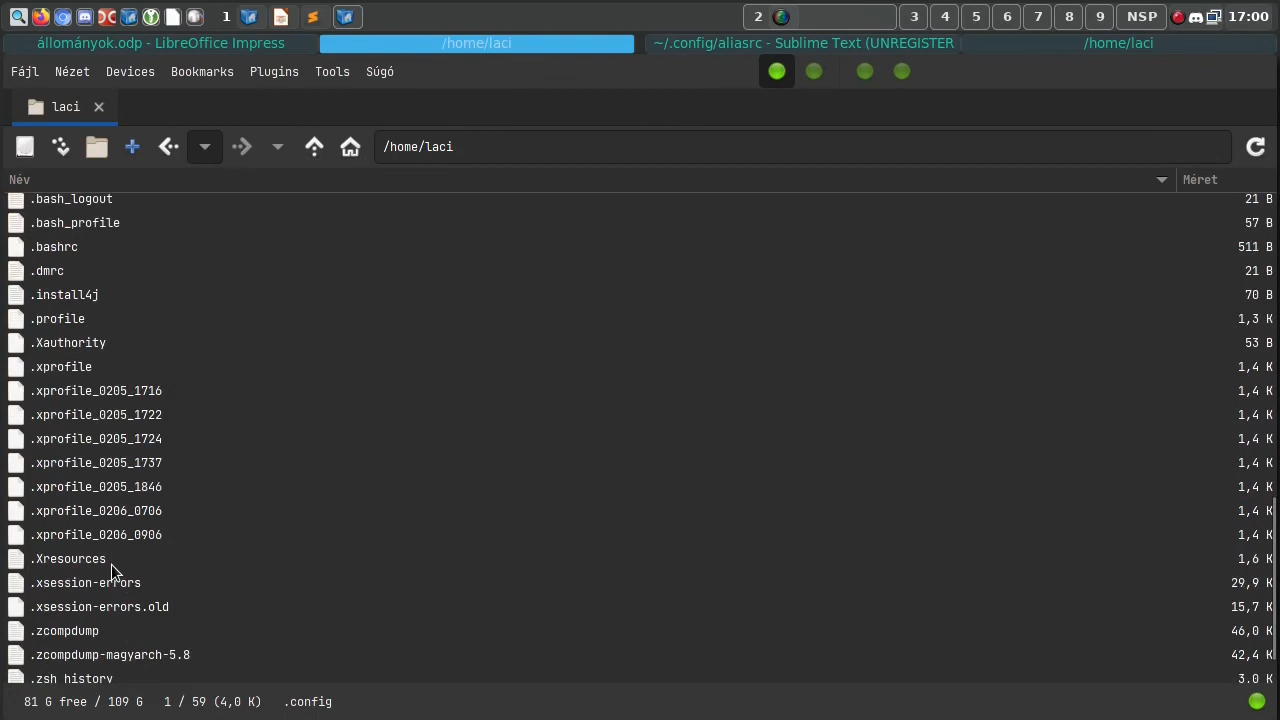 1
2
3
4
5
6
7
8
9
NSP
17:00
állományok.odp - LibreOffice Impress
/home/laci
~/.config/aliasrc - Sublime Text (UNREGISTER
/home/laci
Fájl
Nézet
Devices
Bookmarks
Plugins
Tools
Súgó
laci
/home/laci
Név
Méret
.bash_logout 21 B
.bash_profile 57 B
.bashrc 511 B
.dmrc 21 B
.install4j 70 B
.profile 1,3 K
.Xauthority 53 B
.xprofile 1,4 K
.xprofile_0205_1716 1,4 K
.xprofile_0205_1722 1,4 K
.xprofile_0205_1724 1,4 K
.xprofile_0205_1737 1,4 K
.xprofile_0205_1846 1,4 K
.xprofile_0206_0706 1,4 K
.xprofile_0206_0906 1,4 K
.Xresources 1,6 K
.xsession-errors 29,9 K
.xsession-errors.old 15,7 K
.zcompdump 46,0 K
.zcompdump-magyarch-5.8 42,4 K
.zsh_history 3,0 K
81 G free / 109 G 1 / 59 (4,0 K) .config